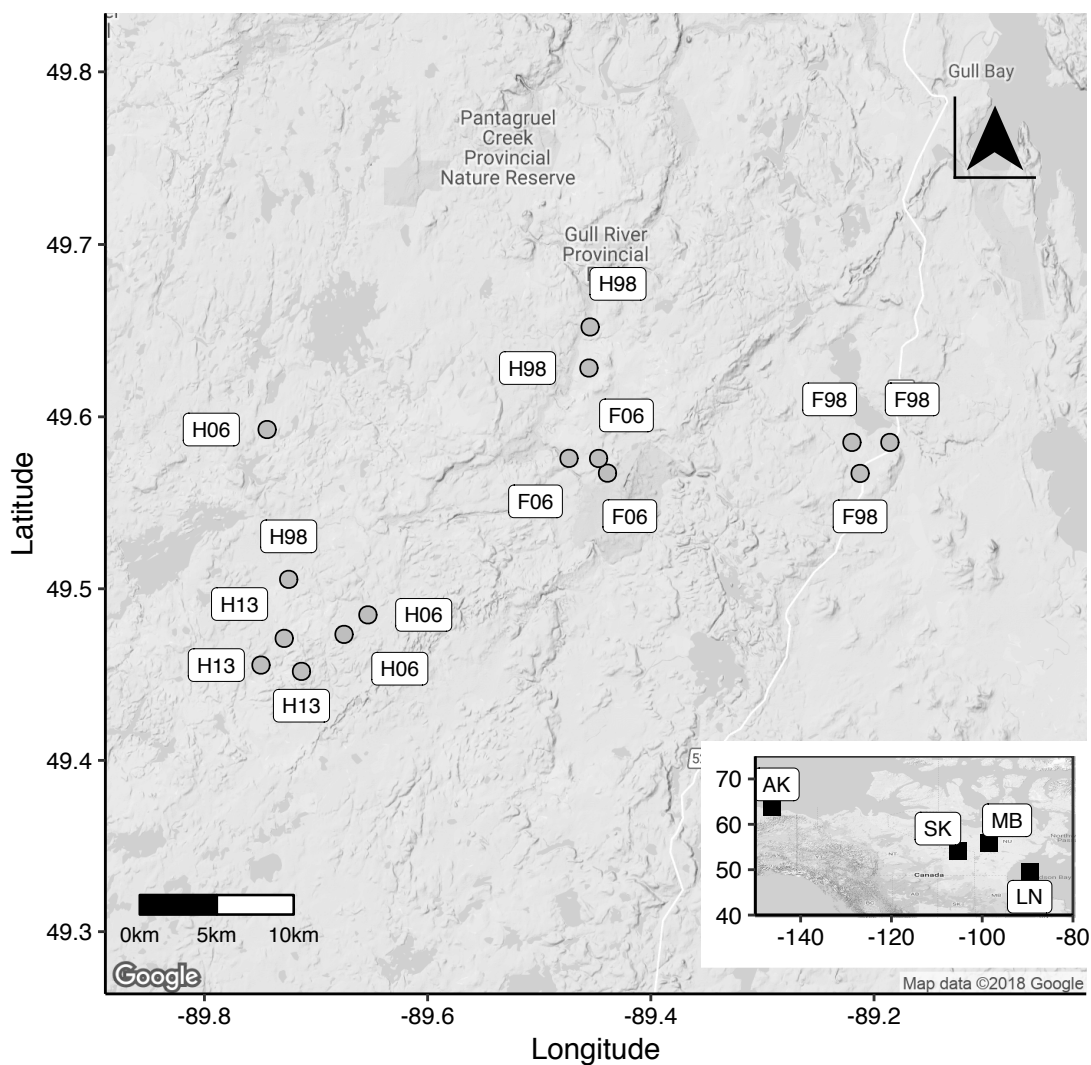 49.8
49.7
49.6
49.5
49.4
49.3
Latitude
Gull Bay
Pantagruel
Creek
Provincial
Nature Reserve
Gull River
Provincial
H98
H98
F06
F98
F98
H06
F06
F06
F98
H98
H13
H06
H13
H06
H13
70
60
50
40
AK
SK
MB
LN
Canada
-140
-120
-100
-80
0km
5km
10km
Google
Map data ©2018 Google
-89.8
-89.6
-89.4
-89.2
Longitude